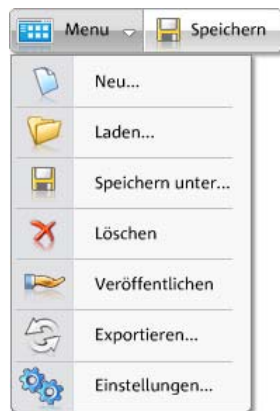 Menu
Speichern
Neu...
Laden...
Speichern unter...
Löschen
Veröffentlichen
Exportieren...
Einstellungen...